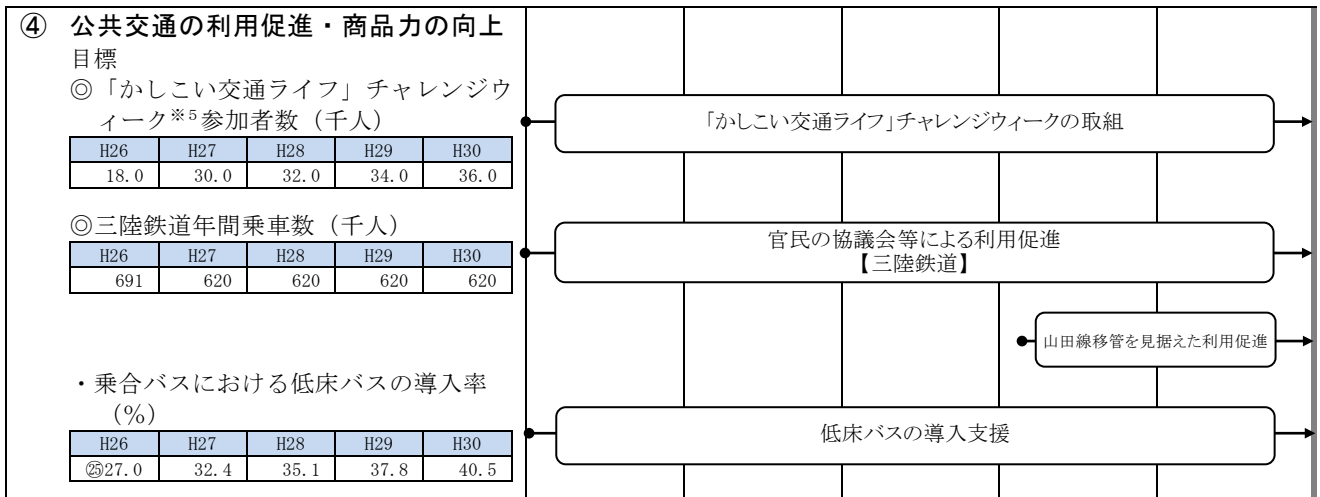 ④ 公共交通の利用促進・商品力の向上
目標
◎「かしこい交通ライフ」チャレンジウ
ィーク※5参加者数（千人）
H26 H27 H28 H29 H30
18.0 30.0 32.0 34.0 36.0
「かしこい交通ライフ」チャレンジウィークの取組
◎三陸鉄道年間乗車数（千人）
H26 H27 H28 H29 H30
691 620 620 620 620
官民の協議会等による利用促進
【三陸鉄道】
山田線移管を見据えた利用促進
・乗合バスにおける低床バスの導入率
（%）
H26 H27 H28 H29 H30
㉕27.0 32.4 35.1 37.8 40.5
低床バスの導入支援